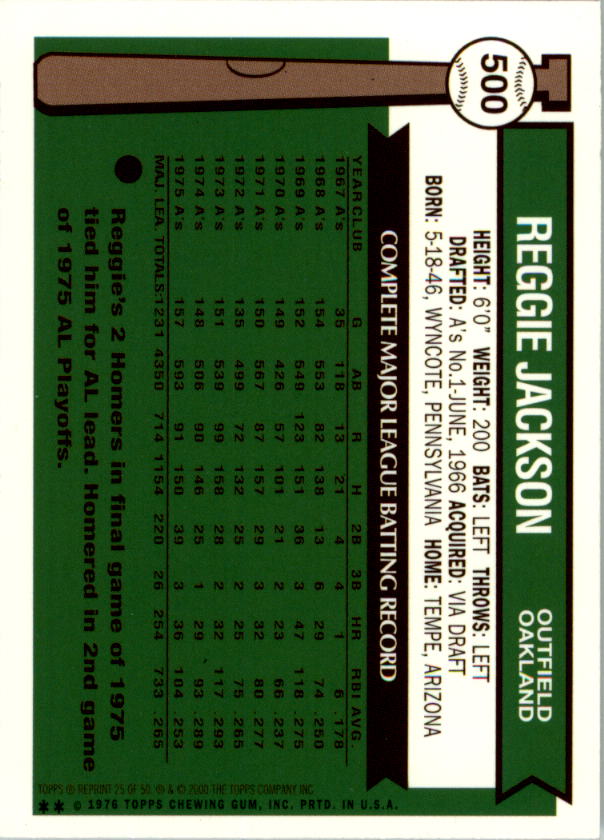 500
REGGIE JACKSON
OUTFIELD
OAKLAND
HEIGHT: 6'0" WEIGHT: 200 BATS: LEFT THROWS: LEFT
DRAFTED: A's No.1-JUNE, 1966 ACQUIRED: VIA DRAFT
BORN: 5-18-46, WYNCOTE, PENNSYLVANIA HOME: TEMPE, ARIZONA
COMPLETE MAJOR LEAGUE BATTING RECORD
YEAR CLUB G AB R H 2B 3B HR RBI AVG.
1967 A's 35 118 13 21 4 4 1 6 .178
1968 A's 154 553 82 138 13 6 29 74 .250
1969 A's 152 549 123 151 36 3 47 118 .275
1970 A's 149 426 57 101 21 2 23 66 .237
1971 A's 150 567 87 157 29 3 32 80 .277
1972 A's 135 499 72 132 25 2 25 75 .265
1973 A's 151 539 99 158 28 2 32 117 .293
1974 A's 148 506 90 146 25 1 29 93 .289
1975 A's 157 593 91 150 39 3 36 104 .253
MAJ. LEA. TOTALS: 1231 4350 714 1154 220 26 254 733 .265
Reggie's 2 Homers in final game of 1975
tied him for AL lead. Homered in 2nd game
of 1975 AL Playoffs.
TOPPS ® REPRINT 25 OF 50. ® & © 2000 THE TOPPS COMPANY, INC.
** © 1976 TOPPS CHEWING GUM, INC. PRTD. IN U.S.A.